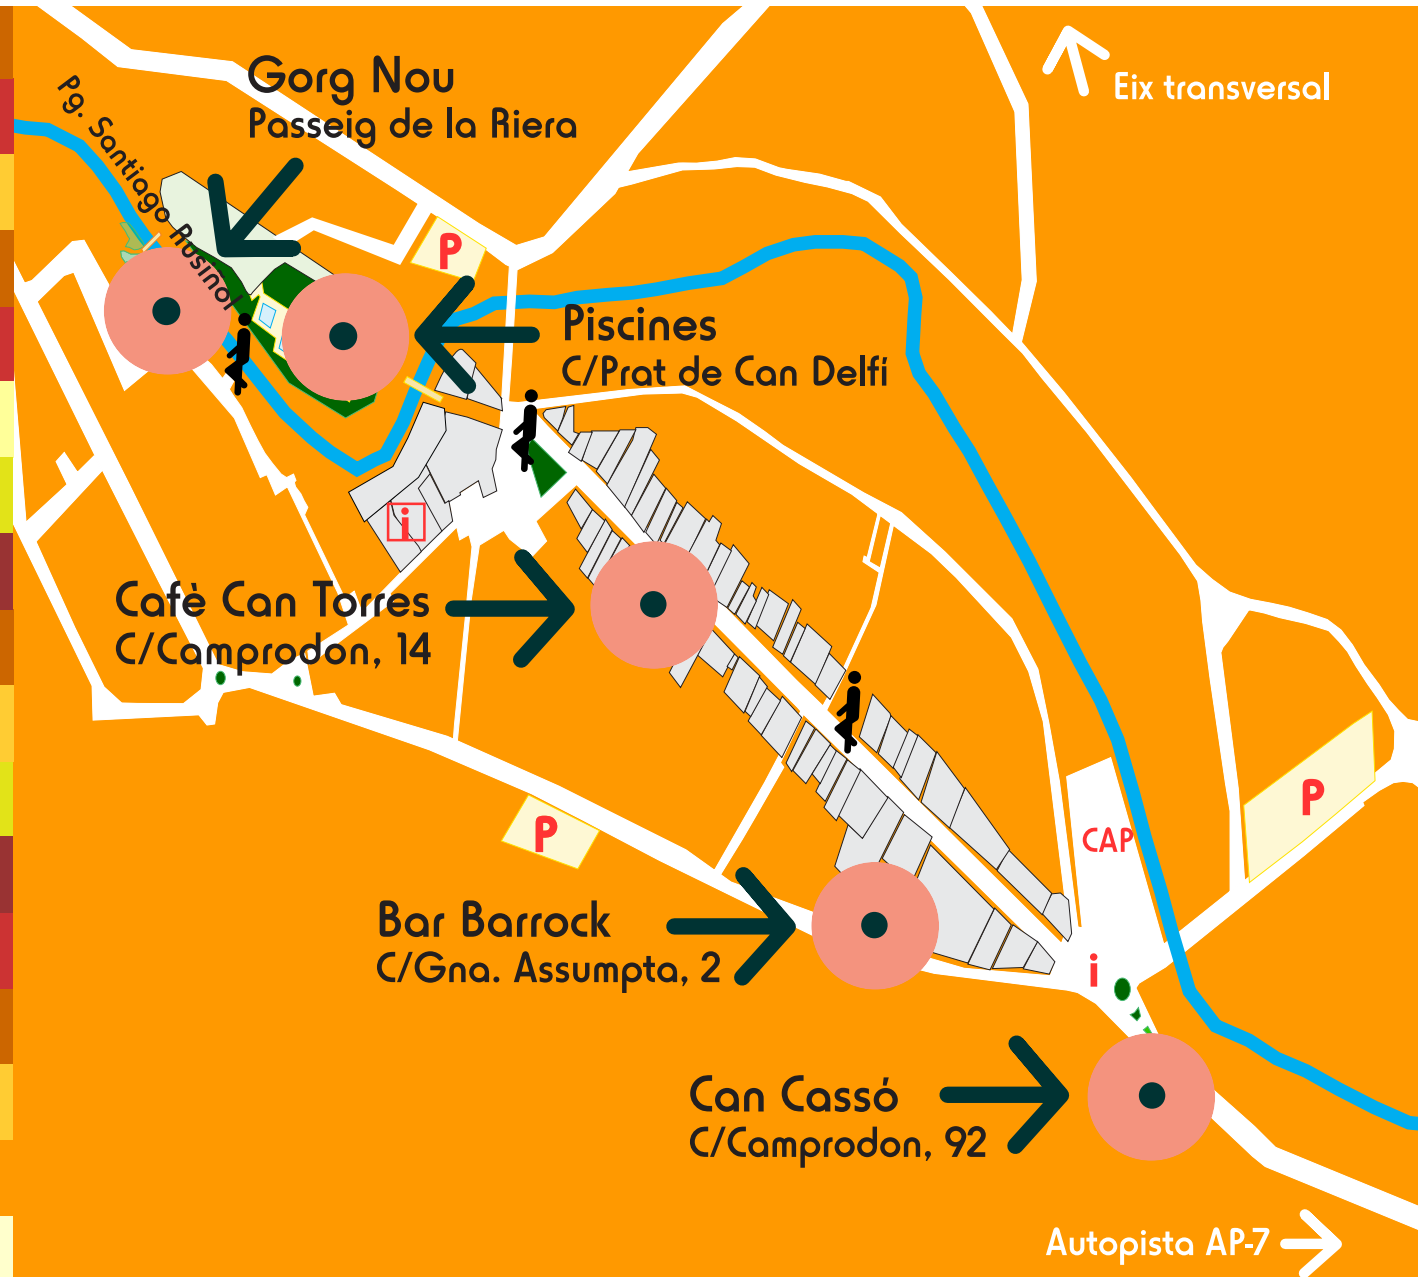 Eix transversal
Gorg Nou
Passeig de la Riera
Pg. Santiago Rusiñol
P
Piscines
C/Prat de Can Delfí
i
Cafè Can Torres
C/Camprodon, 14
P
P
CAP
Bar Barrock
C/Gna. Assumpta, 2
i
Can Cassó
C/Camprodon, 92
Autopista AP-7